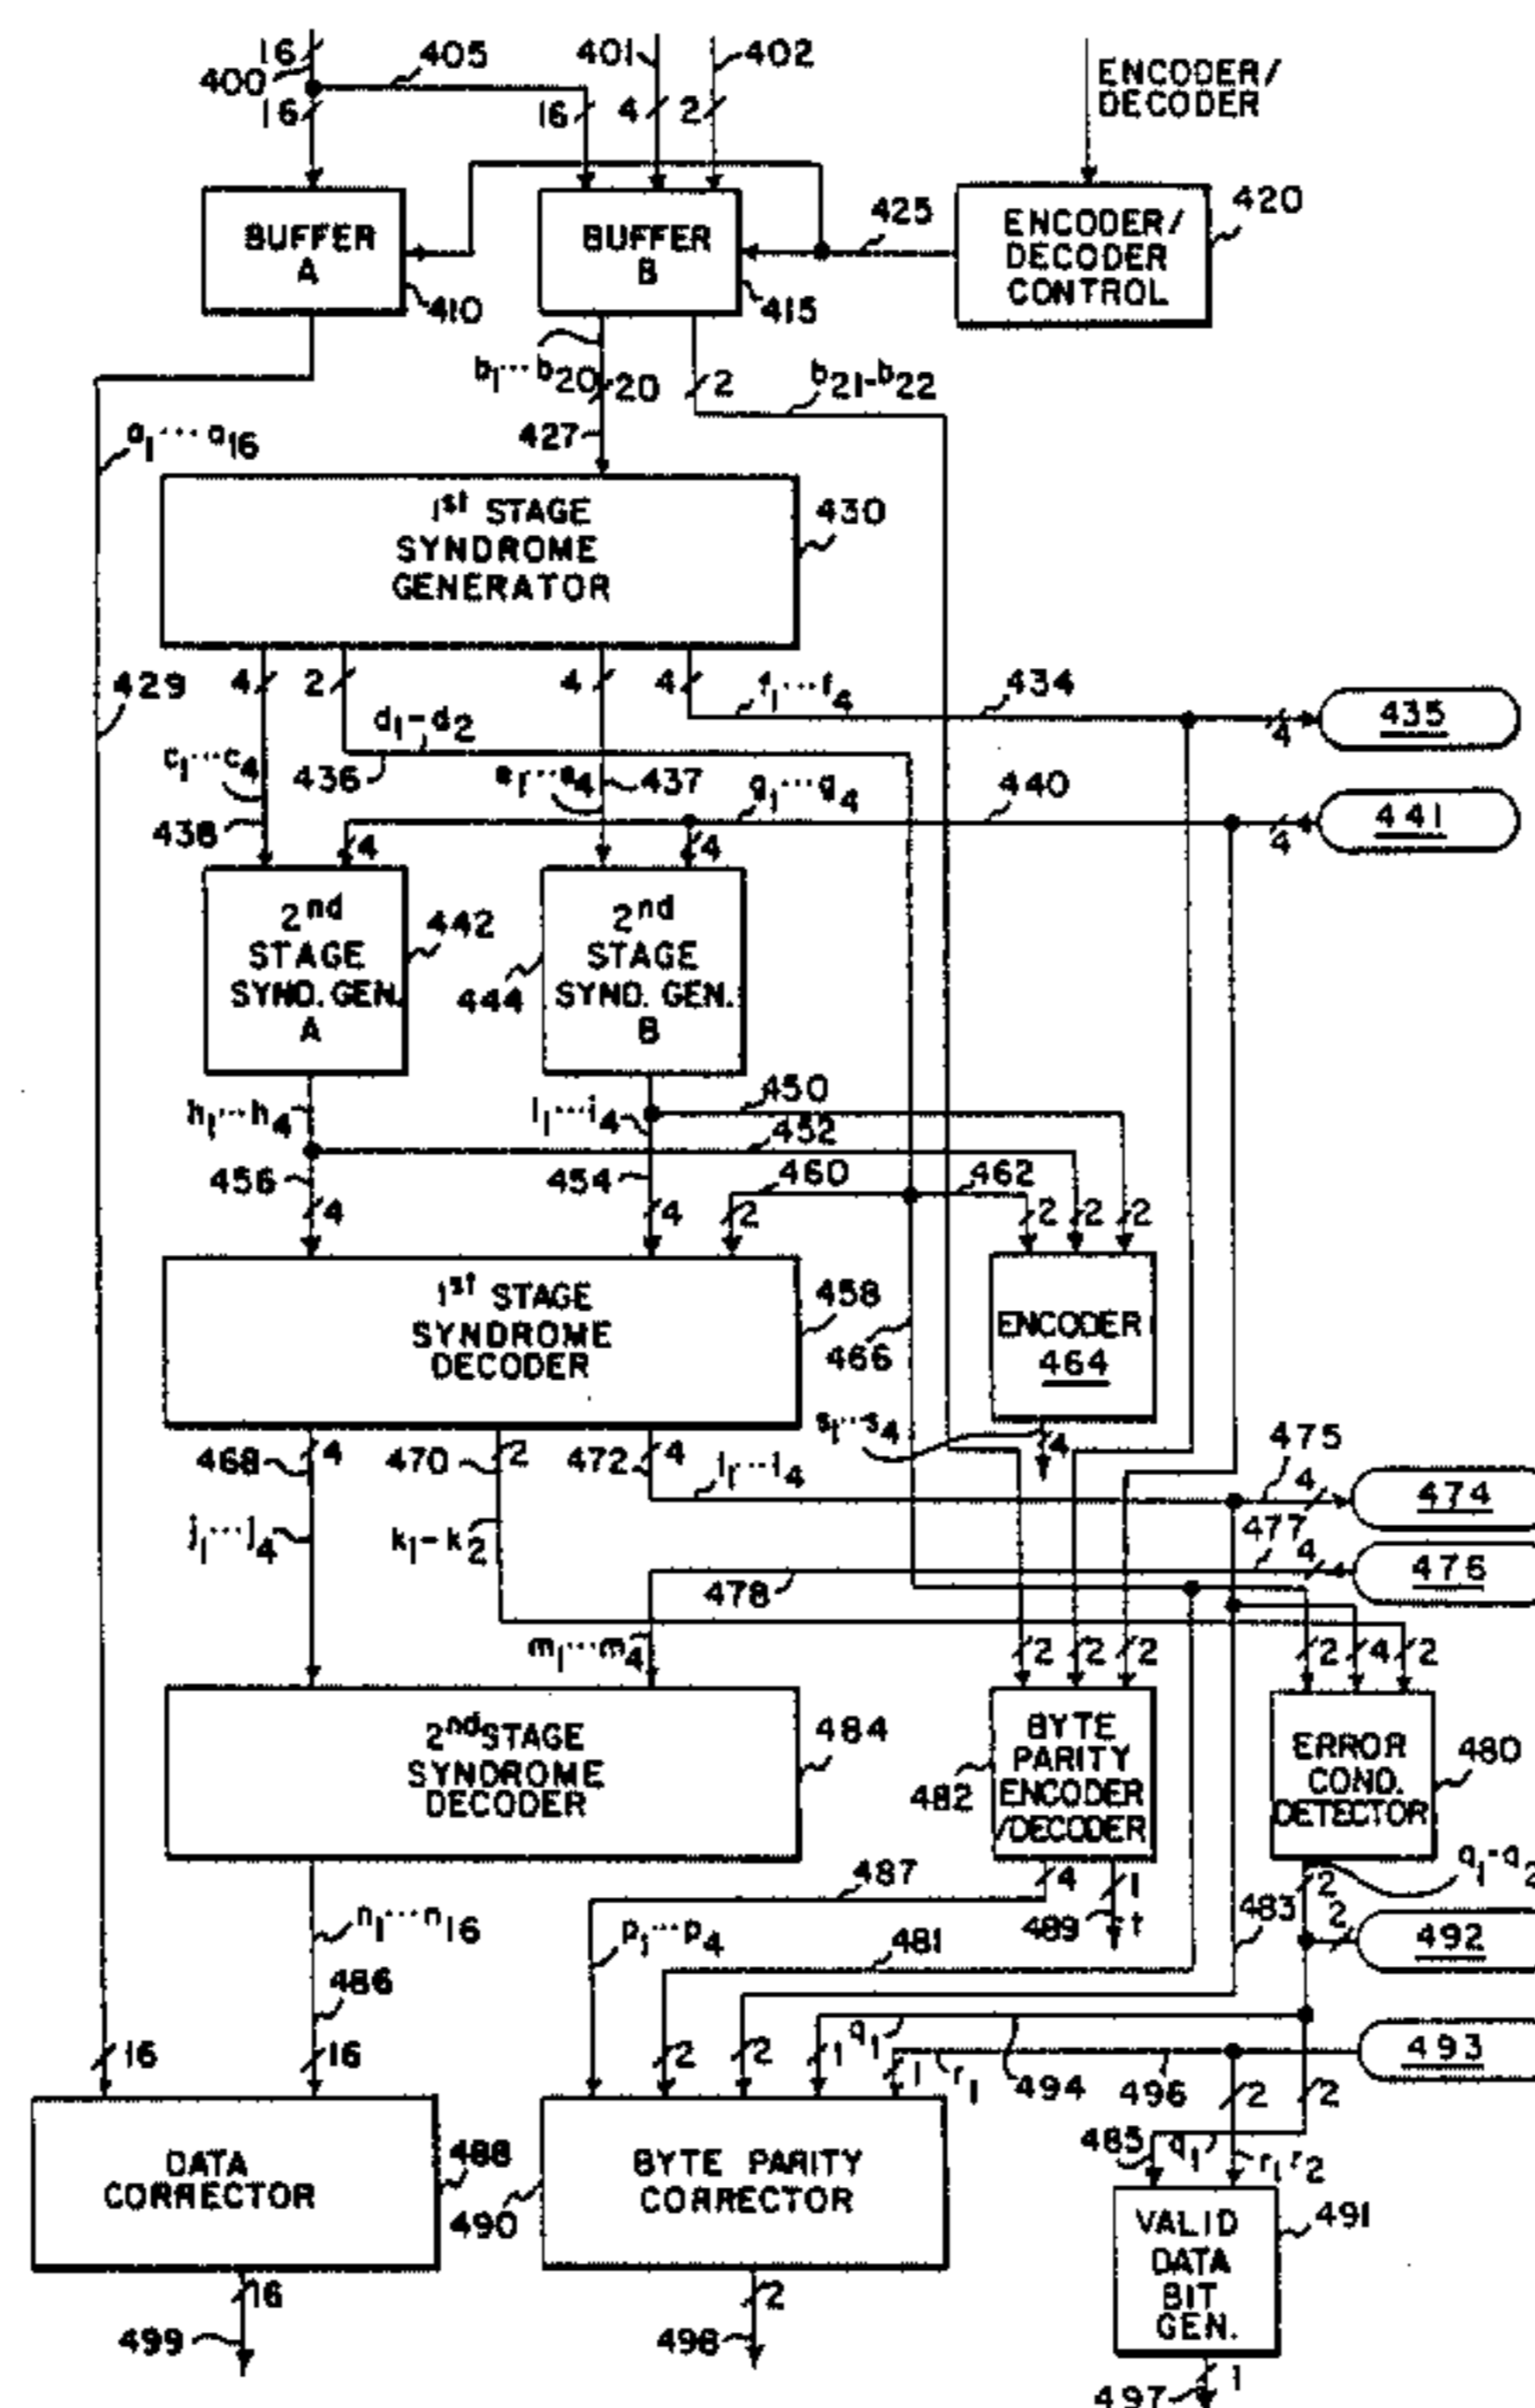 16
400
405
401
402
ENCODER/
DECODER
16
16
4
2
BUFFER
A
410
BUFFER
B
415
425
ENCODER/
DECODER
CONTROL
420
b1···b20
20
2
b21-b22
427
a1···a16
1st STAGE
SYNDROME
GENERATOR
430
429
4
2
4
4
f1···f4
434
4
435
d1-d2
c1···c4
436
e1···e4
437
g1···g4
440
4
441
438
4
4
2nd
STAGE
SYND. GEN.
A
442
444
2nd
STAGE
SYND. GEN.
B
450
h1···h4
i1···i4
452
456
454
460
462
4
4
2
2
2
2
1st STAGE
SYNDROME
DECODER
458
466
ENCODER
464
s1···s4
4
468
4
470
2
472
4
l1···l4
475
4
474
j1···j4
k1-k2
477
4
476
478
m1···m4
2
2
2
2
4
2
2nd STAGE
SYNDROME
DECODER
484
482
BYTE
PARITY
ENCODER
/DECODER
ERROR
COND.
DETECTOR
480
487
4
1
489
t
q1-q2
2
483
2
492
n1···n16
p1···p4
481
486
16
16
2
2
1
q1
1
r1
494
496
493
2
2
DATA
CORRECTOR
488
490
BYTE PARITY
CORRECTOR
485
q1
r1 r2
VALID
DATA
BIT
GEN.
491
16
499
2
498
1
497